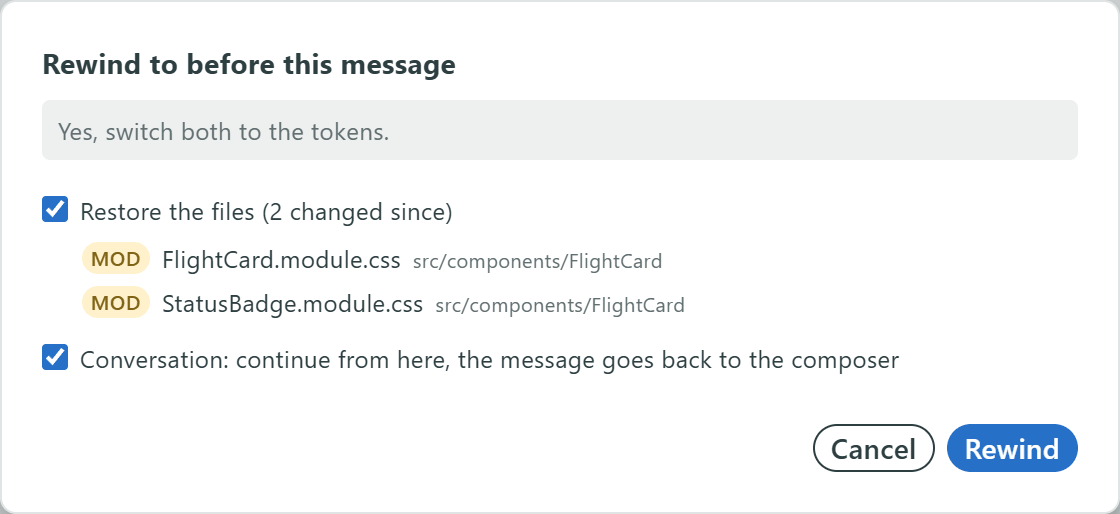 Rewind to before this message
Yes, switch both to the tokens.
Restore the files (2 changed since)
MOD FlightCard.module.css src/components/FlightCard
MOD StatusBadge.module.css src/components/FlightCard
Conversation: continue from here, the message goes back to the composer
Cancel Rewind